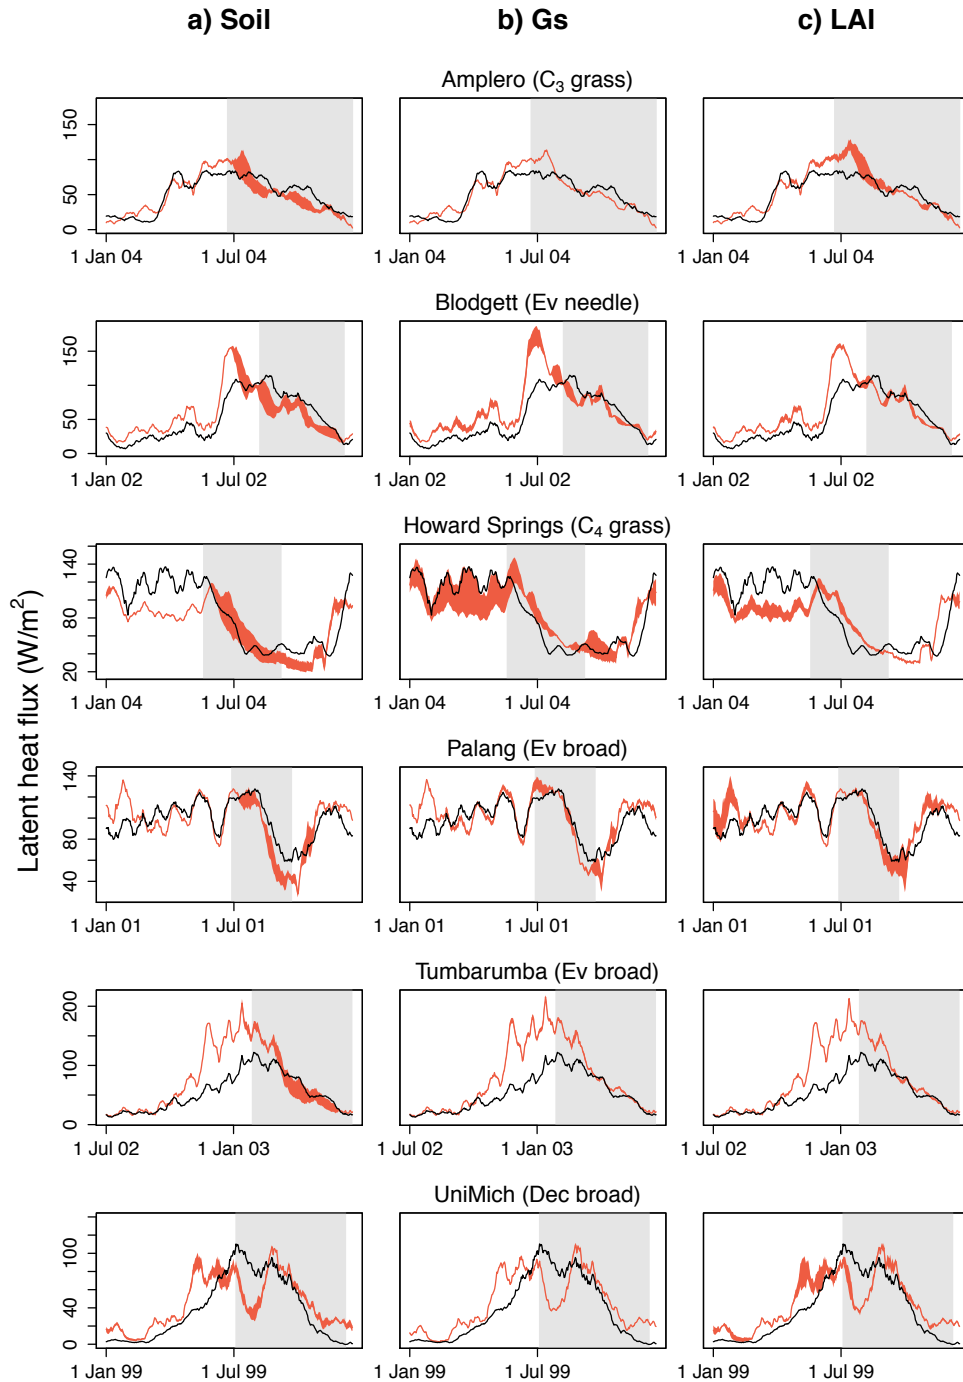 a) Soil b) Gs c) LAI
Latent heat flux (W/m²)
Amplero (C₃ grass)
150
100
50
0
1 Jan 04 1 Jul 04 1 Jan 04 1 Jul 04 1 Jan 04 1 Jul 04
Blodgett (Ev needle)
150
50
0
1 Jan 02 1 Jul 02 1 Jan 02 1 Jul 02 1 Jan 02 1 Jul 02
Howard Springs (C₄ grass)
140
80
20
1 Jan 04 1 Jul 04 1 Jan 04 1 Jul 04 1 Jan 04 1 Jul 04
Palang (Ev broad)
140
80
40
1 Jan 01 1 Jul 01 1 Jan 01 1 Jul 01 1 Jan 01 1 Jul 01
Tumbarumba (Ev broad)
200
100
0
1 Jul 02 1 Jan 03 1 Jul 02 1 Jan 03 1 Jul 02 1 Jan 03
UniMich (Dec broad)
100
40
0
1 Jan 99 1 Jul 99 1 Jan 99 1 Jul 99 1 Jan 99 1 Jul 99